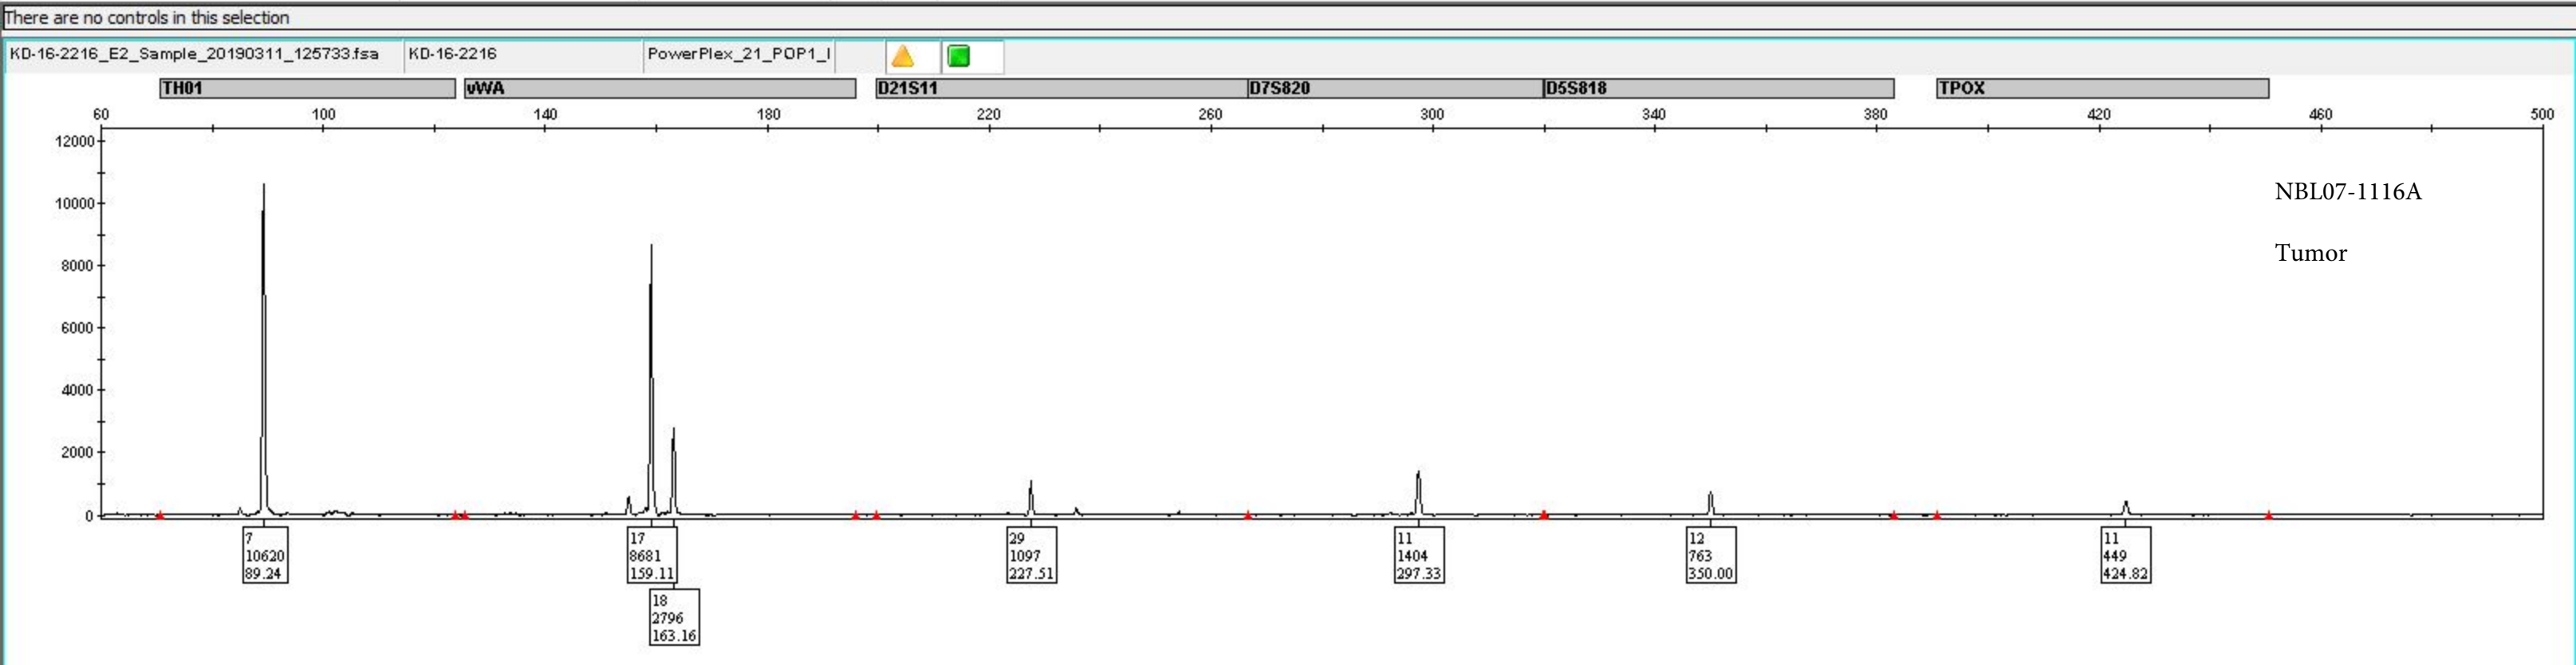 There are no controls in this selection
KD-16-2216_E2_Sample_20190311_125733.fsa KD-16-2216 PowerPlex_21_POP1_I
TH01 vWA D21S11 D7S820 D5S818 TPOX
60 100 140 180 220 260 300 340 380 420 460 500
12000
10000
8000
6000
4000
2000
0
NBL07-1116A
Tumor
7 17 29 11 12 11
10620 8681 1097 1404 763 449
89.24 159.11 227.51 297.33 350.00 424.82
18
2796
163.16